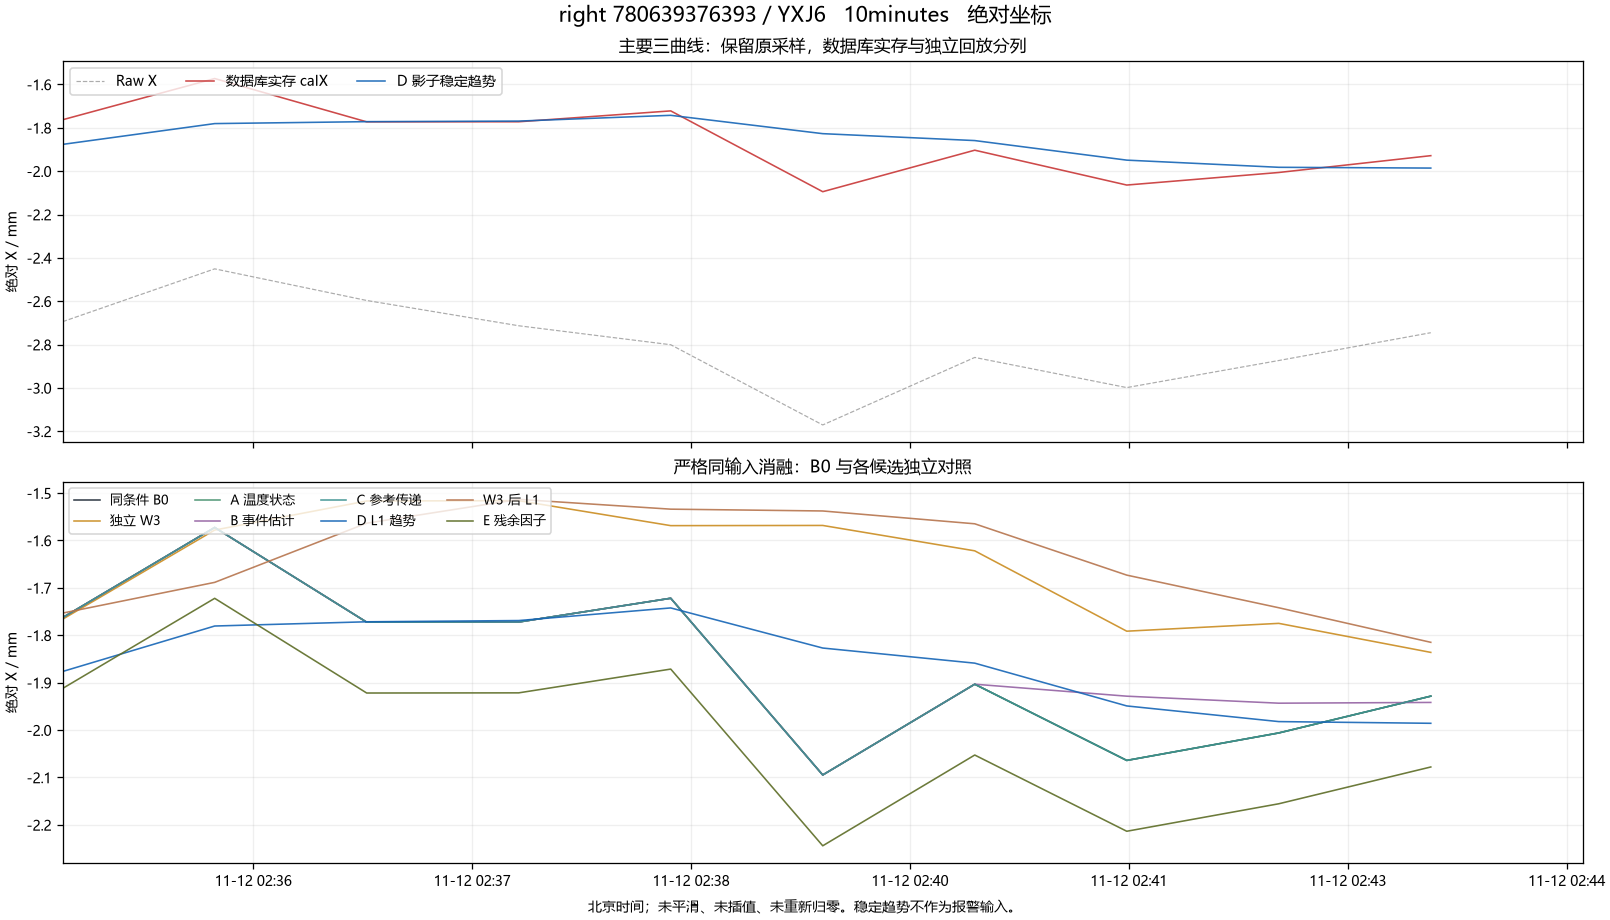 right 780639376393 / YXJ6   10minutes   绝对坐标
主要三曲线：保留原采样，数据库实存与独立回放分列
Raw X
数据库实存 calX
D 影子稳定趋势
-1.6
-1.8
-2.0
-2.2
-2.4
-2.6
-2.8
-3.0
-3.2
绝对 X / mm
严格同输入消融：B0 与各候选独立对照
同条件 B0
A 温度状态
C 参考传递
W3 后 L1
独立 W3
B 事件估计
D L1 趋势
E 残余因子
-1.5
-1.6
-1.7
-1.8
-1.9
-2.0
-2.1
-2.2
绝对 X / mm
11-12 02:36
11-12 02:37
11-12 02:38
11-12 02:40
11-12 02:41
11-12 02:43
11-12 02:44
北京时间；未平滑、未插值、未重新归零。稳定趋势不作为报警输入。